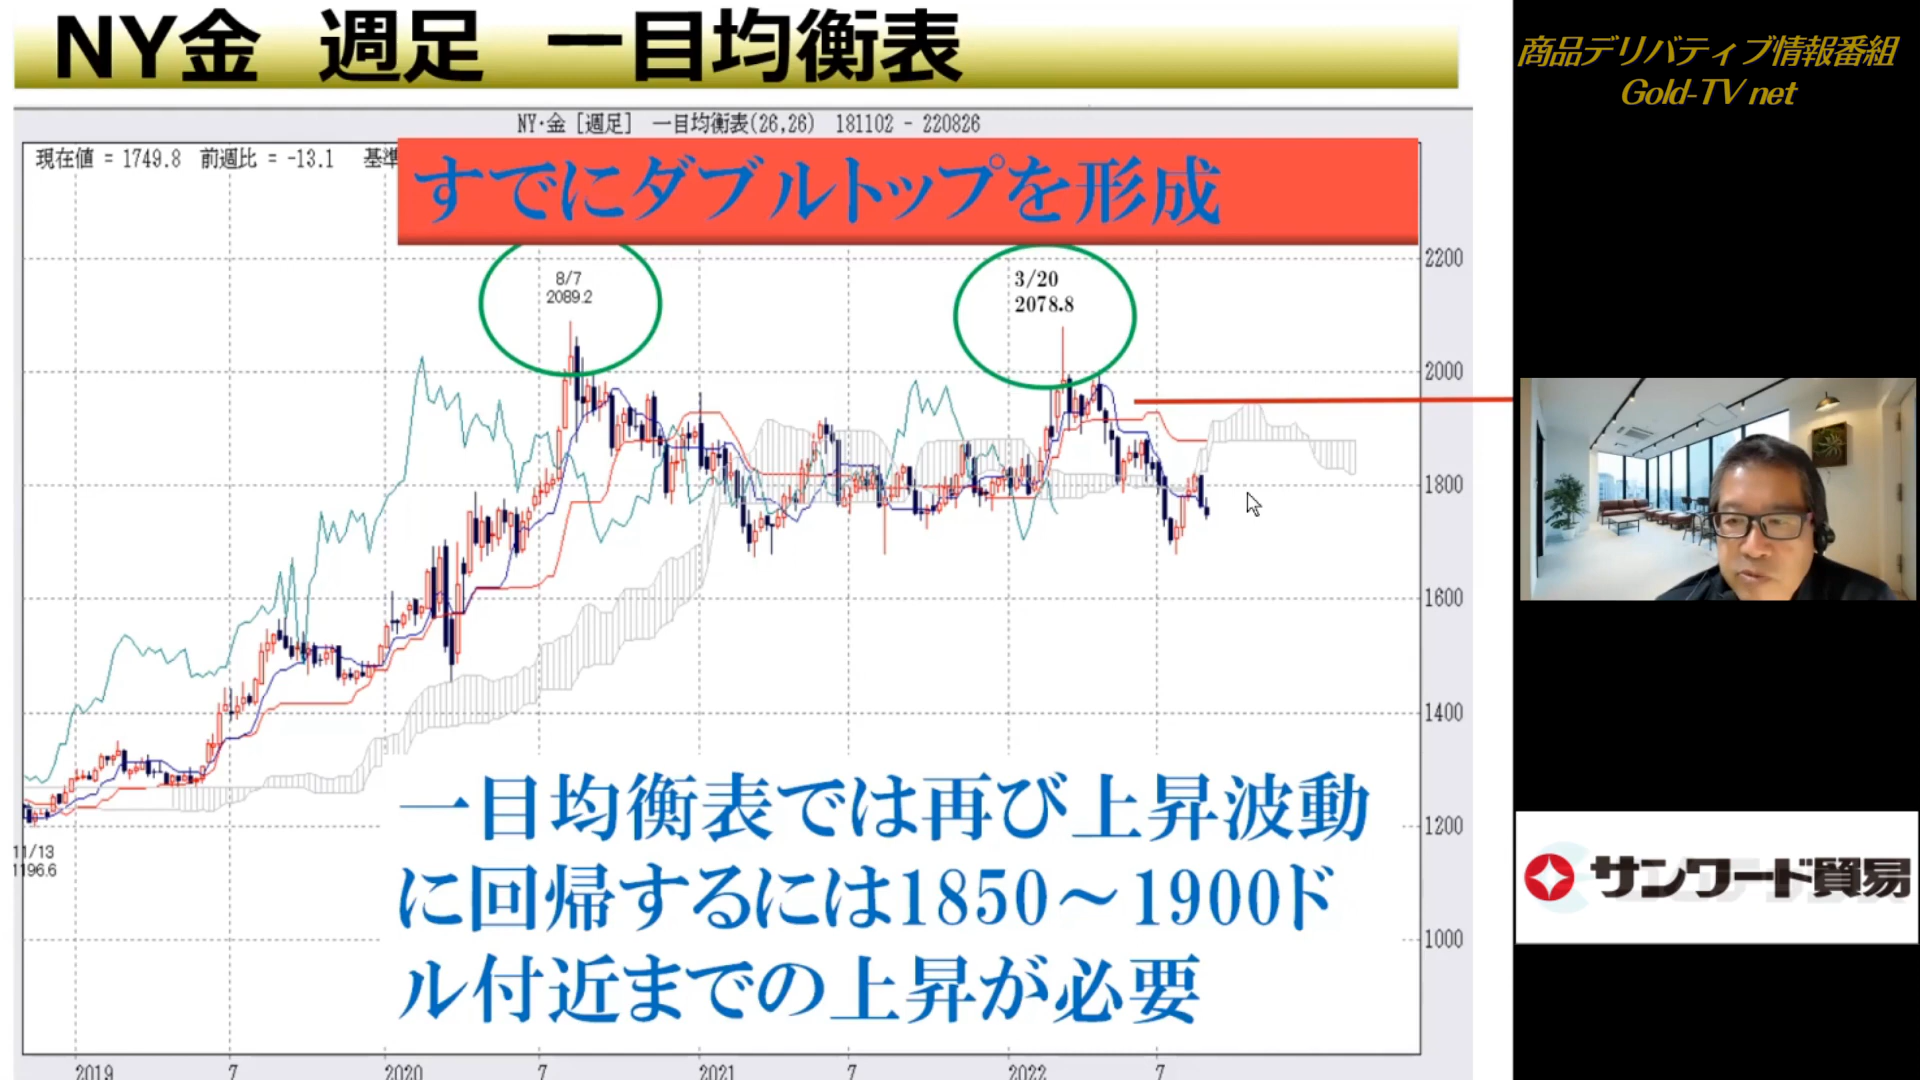 NY金 週足 一目均衡表
NY・金 [週足] 一目均衡表(26,26) 181102 - 220826
現在値 = 1749.8 前週比 = -13.1 基準
すでにダブルトップを形成
8/7
2089.2
3/20
2078.8
2200
2000
1800
1600
1400
1200
1000
11/13
1196.6
一目均衡表では再び上昇波動
に回帰するには1850～1900ド
ル付近までの上昇が必要
2019 7 2020 7 2021 7 2022 7
商品デリバティブ情報番組
Gold-TV net
サンワード貿易